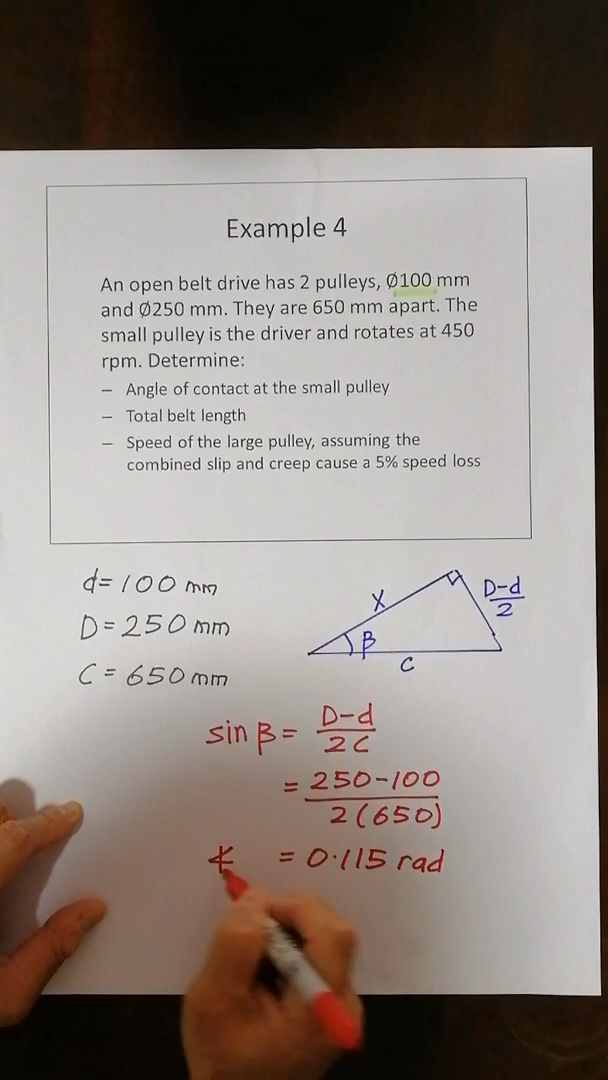 Example 4
An open belt drive has 2 pulleys, Ø100 mm
and Ø250 mm. They are 650 mm apart. The
small pulley is the driver and rotates at 450
rpm. Determine:
– Angle of contact at the small pulley
– Total belt length
– Speed of the large pulley, assuming the
combined slip and creep cause a 5% speed loss
d = 100 mm
D = 250 mm
C = 650 mm
X
D-d
2
β
C
sin β = D-d
2C
= 250-100
2(650)
= 0.115 rad